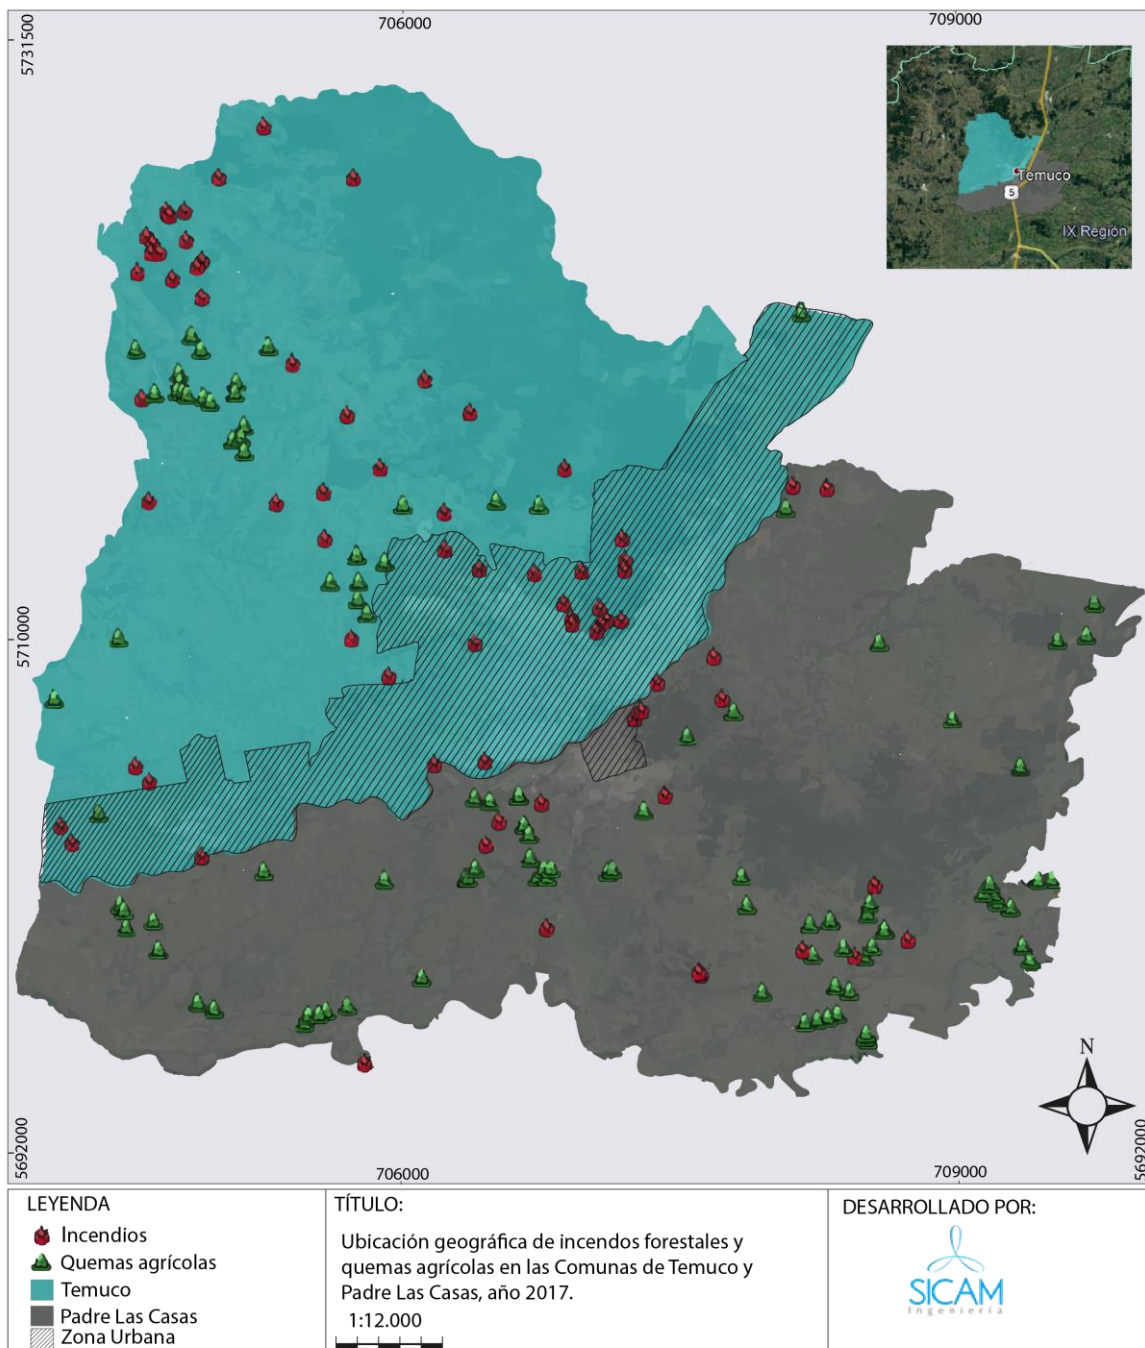 706000
709000
5731500
Temuco
5
IX Región
5710000
N
5692000
5692000
706000
709000
LEYENDA
Incendios
Quemas agrícolas
Temuco
Padre Las Casas
Zona Urbana
TÍTULO:
Ubicación geográfica de incendos forestales y
quemas agrícolas en las Comunas de Temuco y
Padre Las Casas, año 2017.
1:12.000
DESARROLLADO POR:
SICAM
Ingeniería